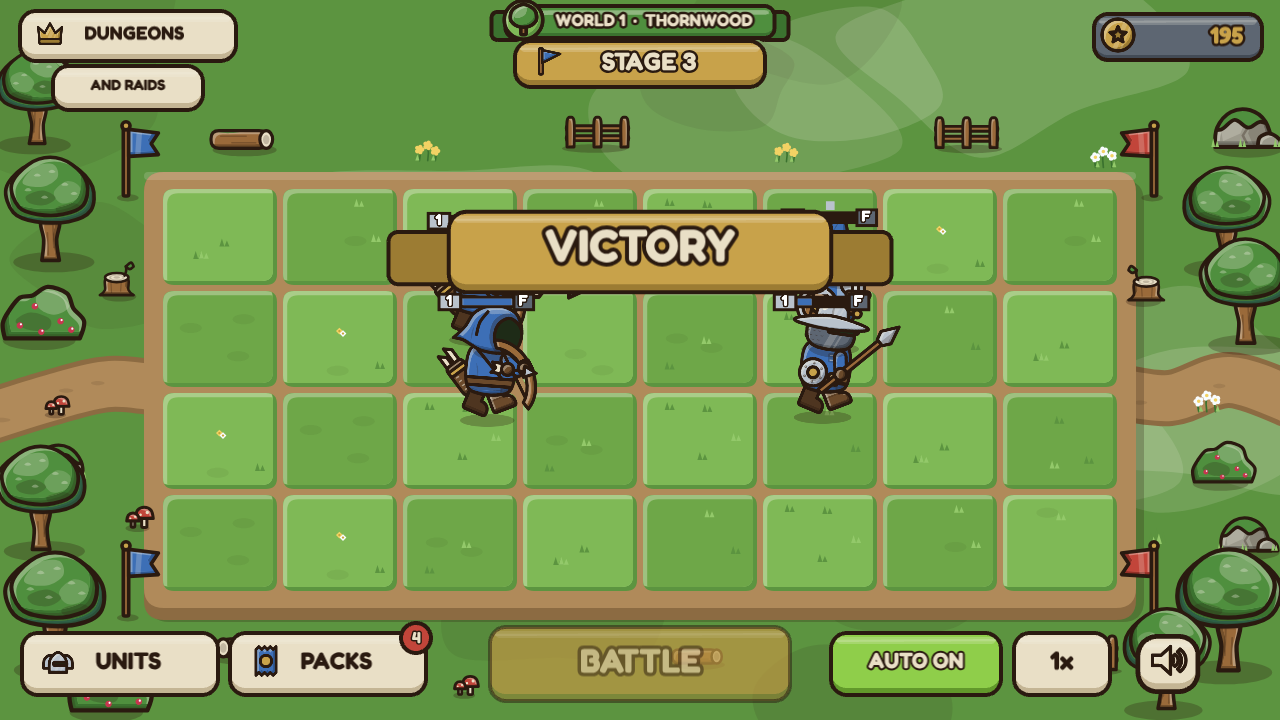 DUNGEONS
AND RAIDS
WORLD 1 • THORNWOOD
STAGE 3
195
1
F
VICTORY
1
F
1
F
UNITS
PACKS
4
BATTLE
AUTO ON
1x